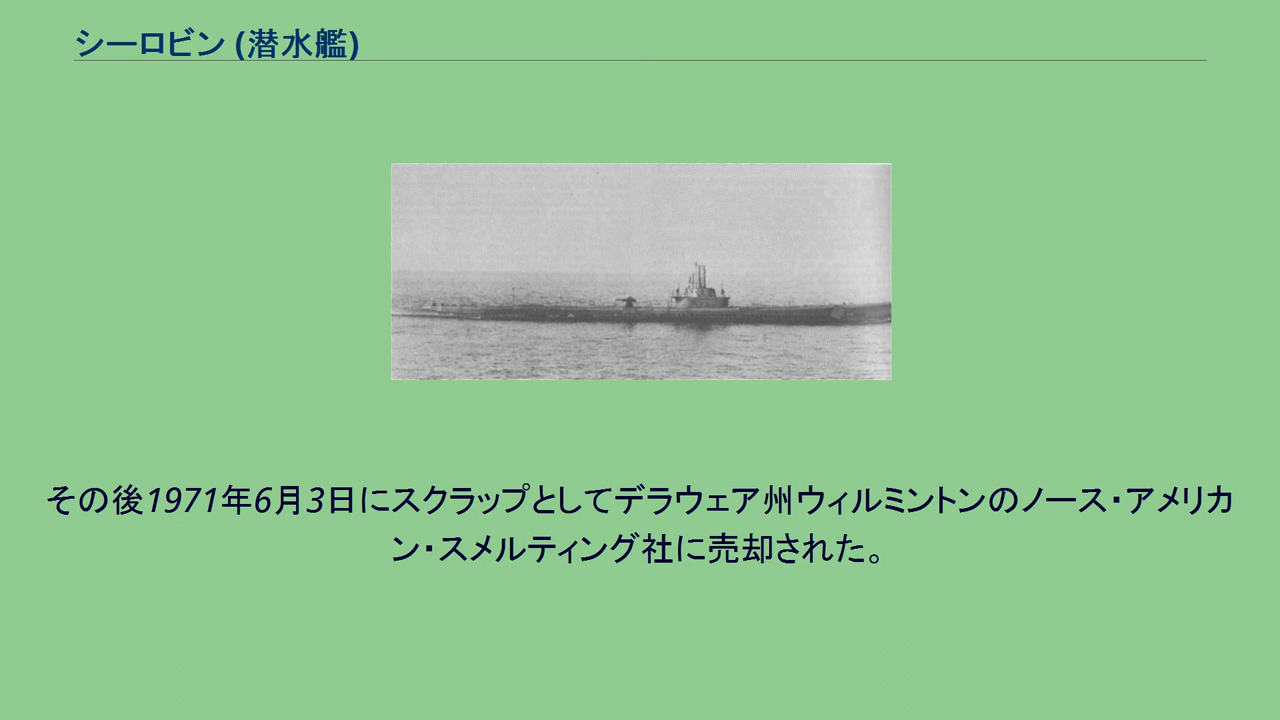 シーロビン (潜水艦)
その後1971年6月3日にスクラップとしてデラウェア州ウィルミントンのノース・アメリカ
ン・スメルティング社に売却された。